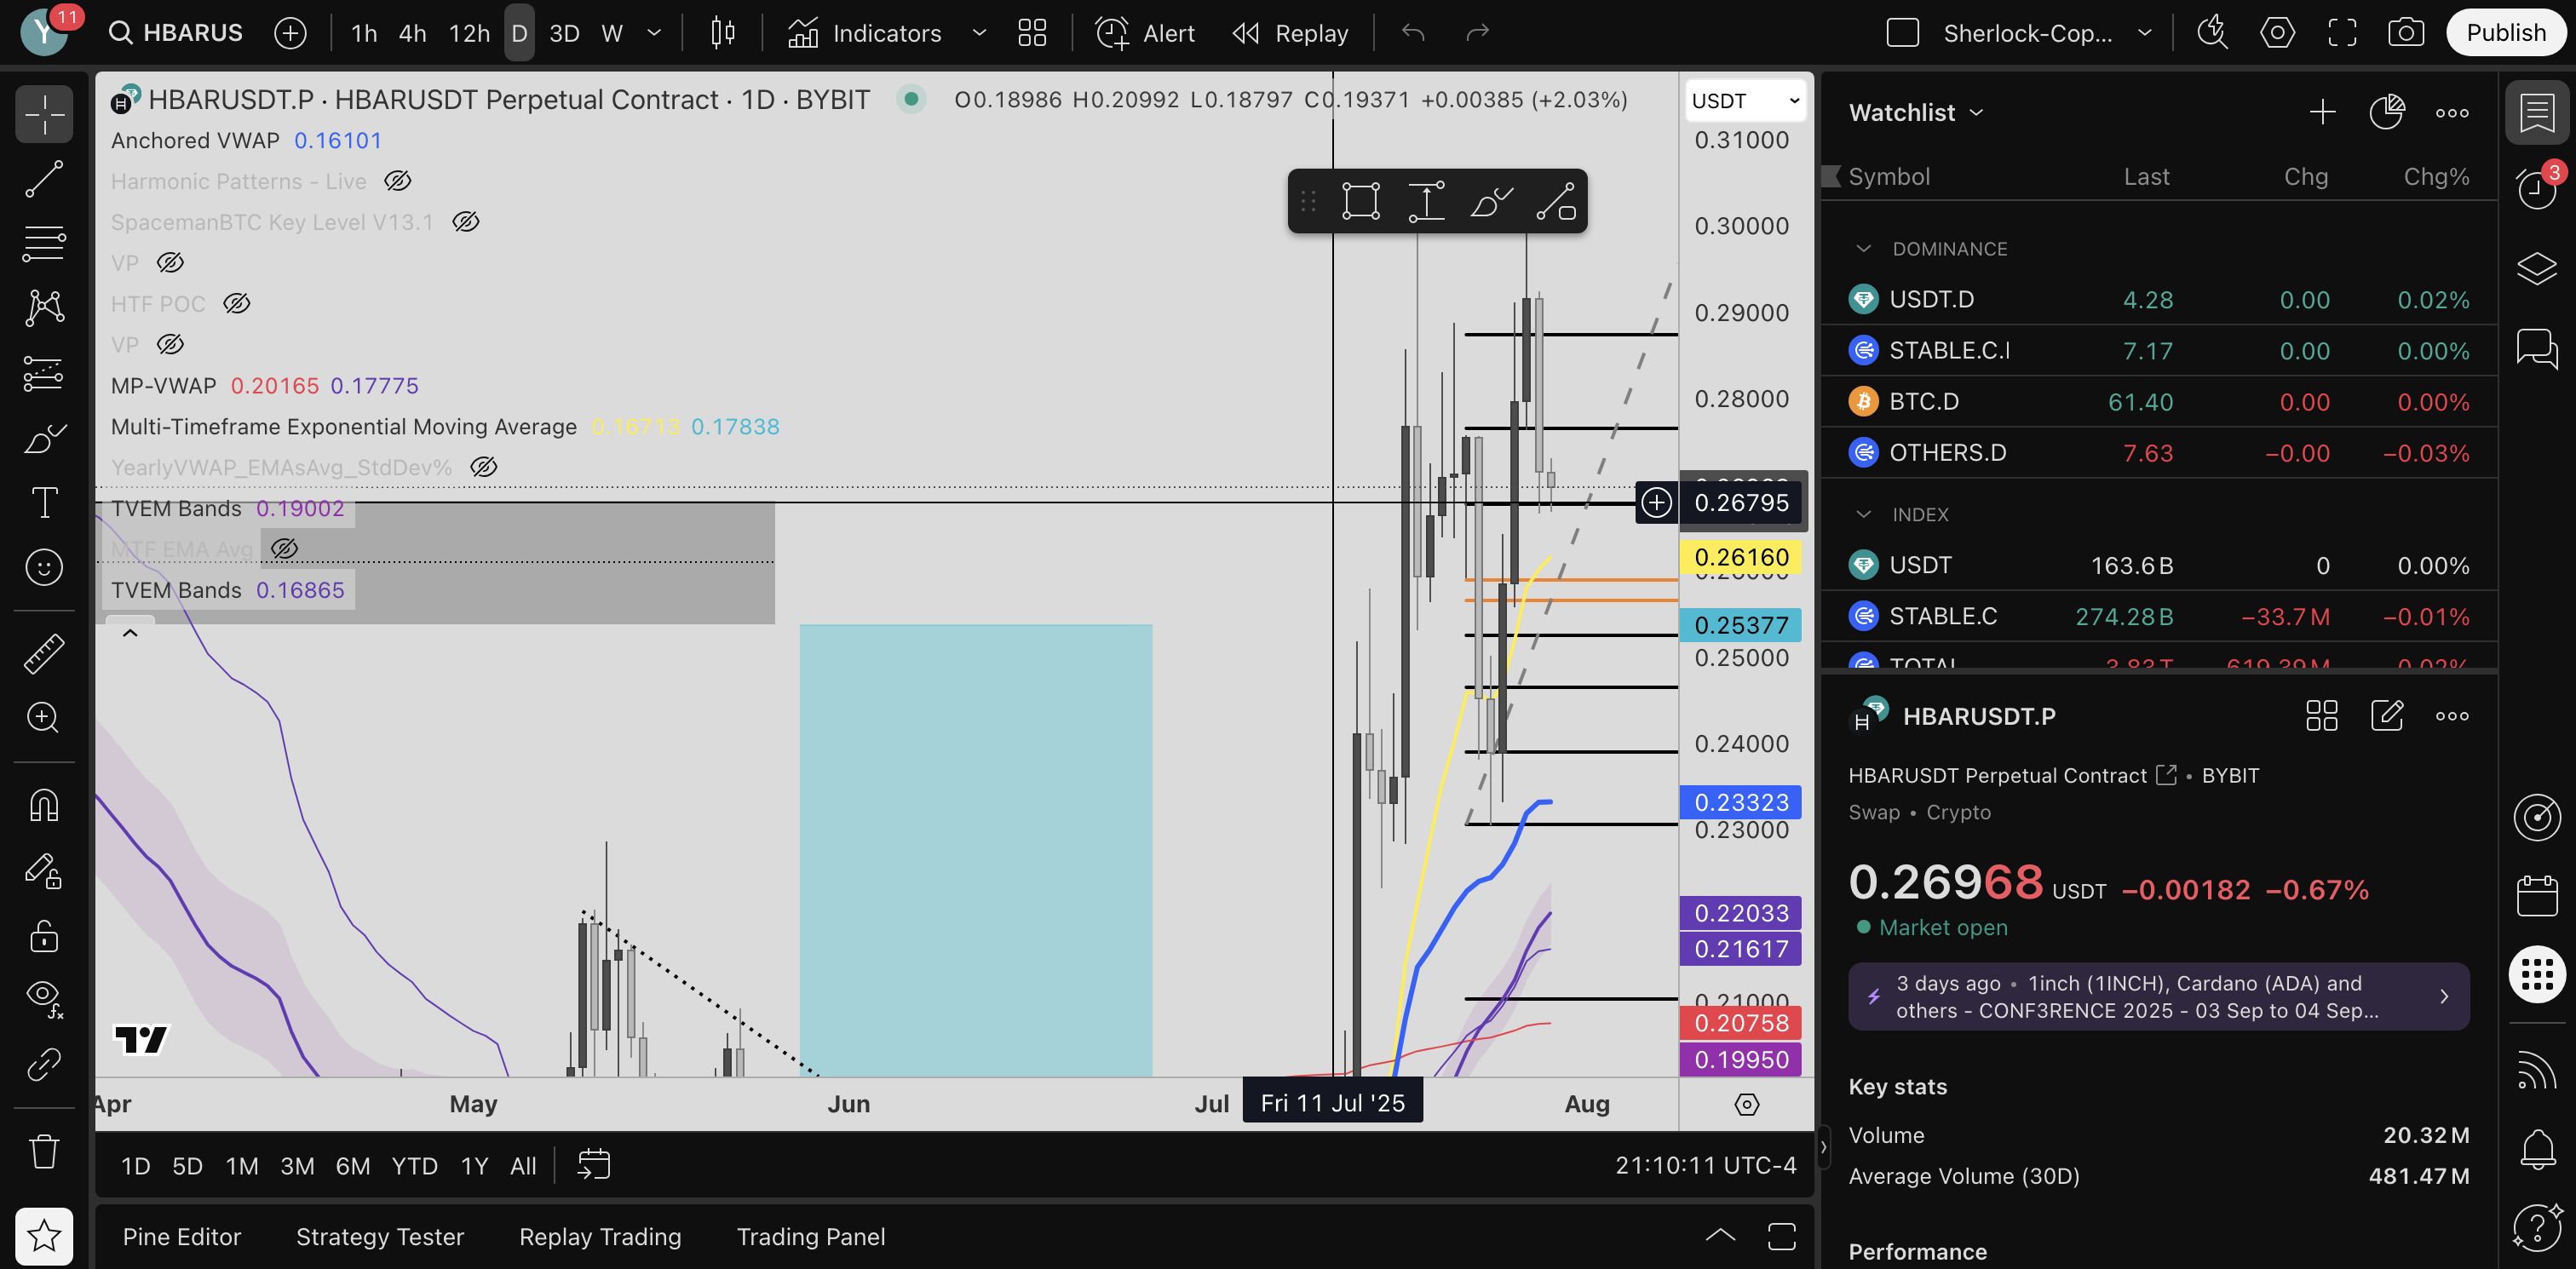 Y 11 HBARUS 1h 4h 12h D 3D W Indicators Alert Replay Sherlock-Cop... Publish
HBARUSDT.P · HBARUSDT Perpetual Contract · 1D · BYBIT O0.18986 H0.20992 L0.18797 C0.19371 +0.00385 (+2.03%)
Anchored VWAP 0.16101
Harmonic Patterns - Live
SpacemanBTC Key Level V13.1
VP
HTF POC
VP
MP-VWAP 0.20165 0.17775
Multi-Timeframe Exponential Moving Average 0.16713 0.17838
YearlyVWAP_EMAsAvg_StdDev%
TVEM Bands 0.19002
MTF EMA Avg
TVEM Bands 0.16865
USDT
0.31000
0.30000
0.29000
0.28000
0.26795
0.26160
0.25377
0.25000
0.24000
0.23323
0.23000
0.22033
0.21617
0.21000
0.20758
0.19950
Apr May Jun Jul Fri 11 Jul '25 Aug
1D 5D 1M 3M 6M YTD 1Y All 21:10:11 UTC-4
Pine Editor Strategy Tester Replay Trading Trading Panel
Watchlist
Symbol Last Chg Chg%
DOMINANCE
USDT.D 4.28 0.00 0.02%
STABLE.C.I 7.17 0.00 0.00%
BTC.D 61.40 0.00 0.00%
OTHERS.D 7.63 −0.00 −0.03%
INDEX
USDT 163.6 B 0 0.00%
STABLE.C 274.28 B −33.7 M −0.01%
TOTAL 3.83 T 619.39 M 0.02%
HBARUSDT.P
HBARUSDT Perpetual Contract • BYBIT
Swap • Crypto
0.26968 USDT −0.00182 −0.67%
Market open
3 days ago • 1inch (1INCH), Cardano (ADA) and
others - CONF3RENCE 2025 - 03 Sep to 04 Sep...
Key stats
Volume 20.32 M
Average Volume (30D) 481.47 M
Performance
3